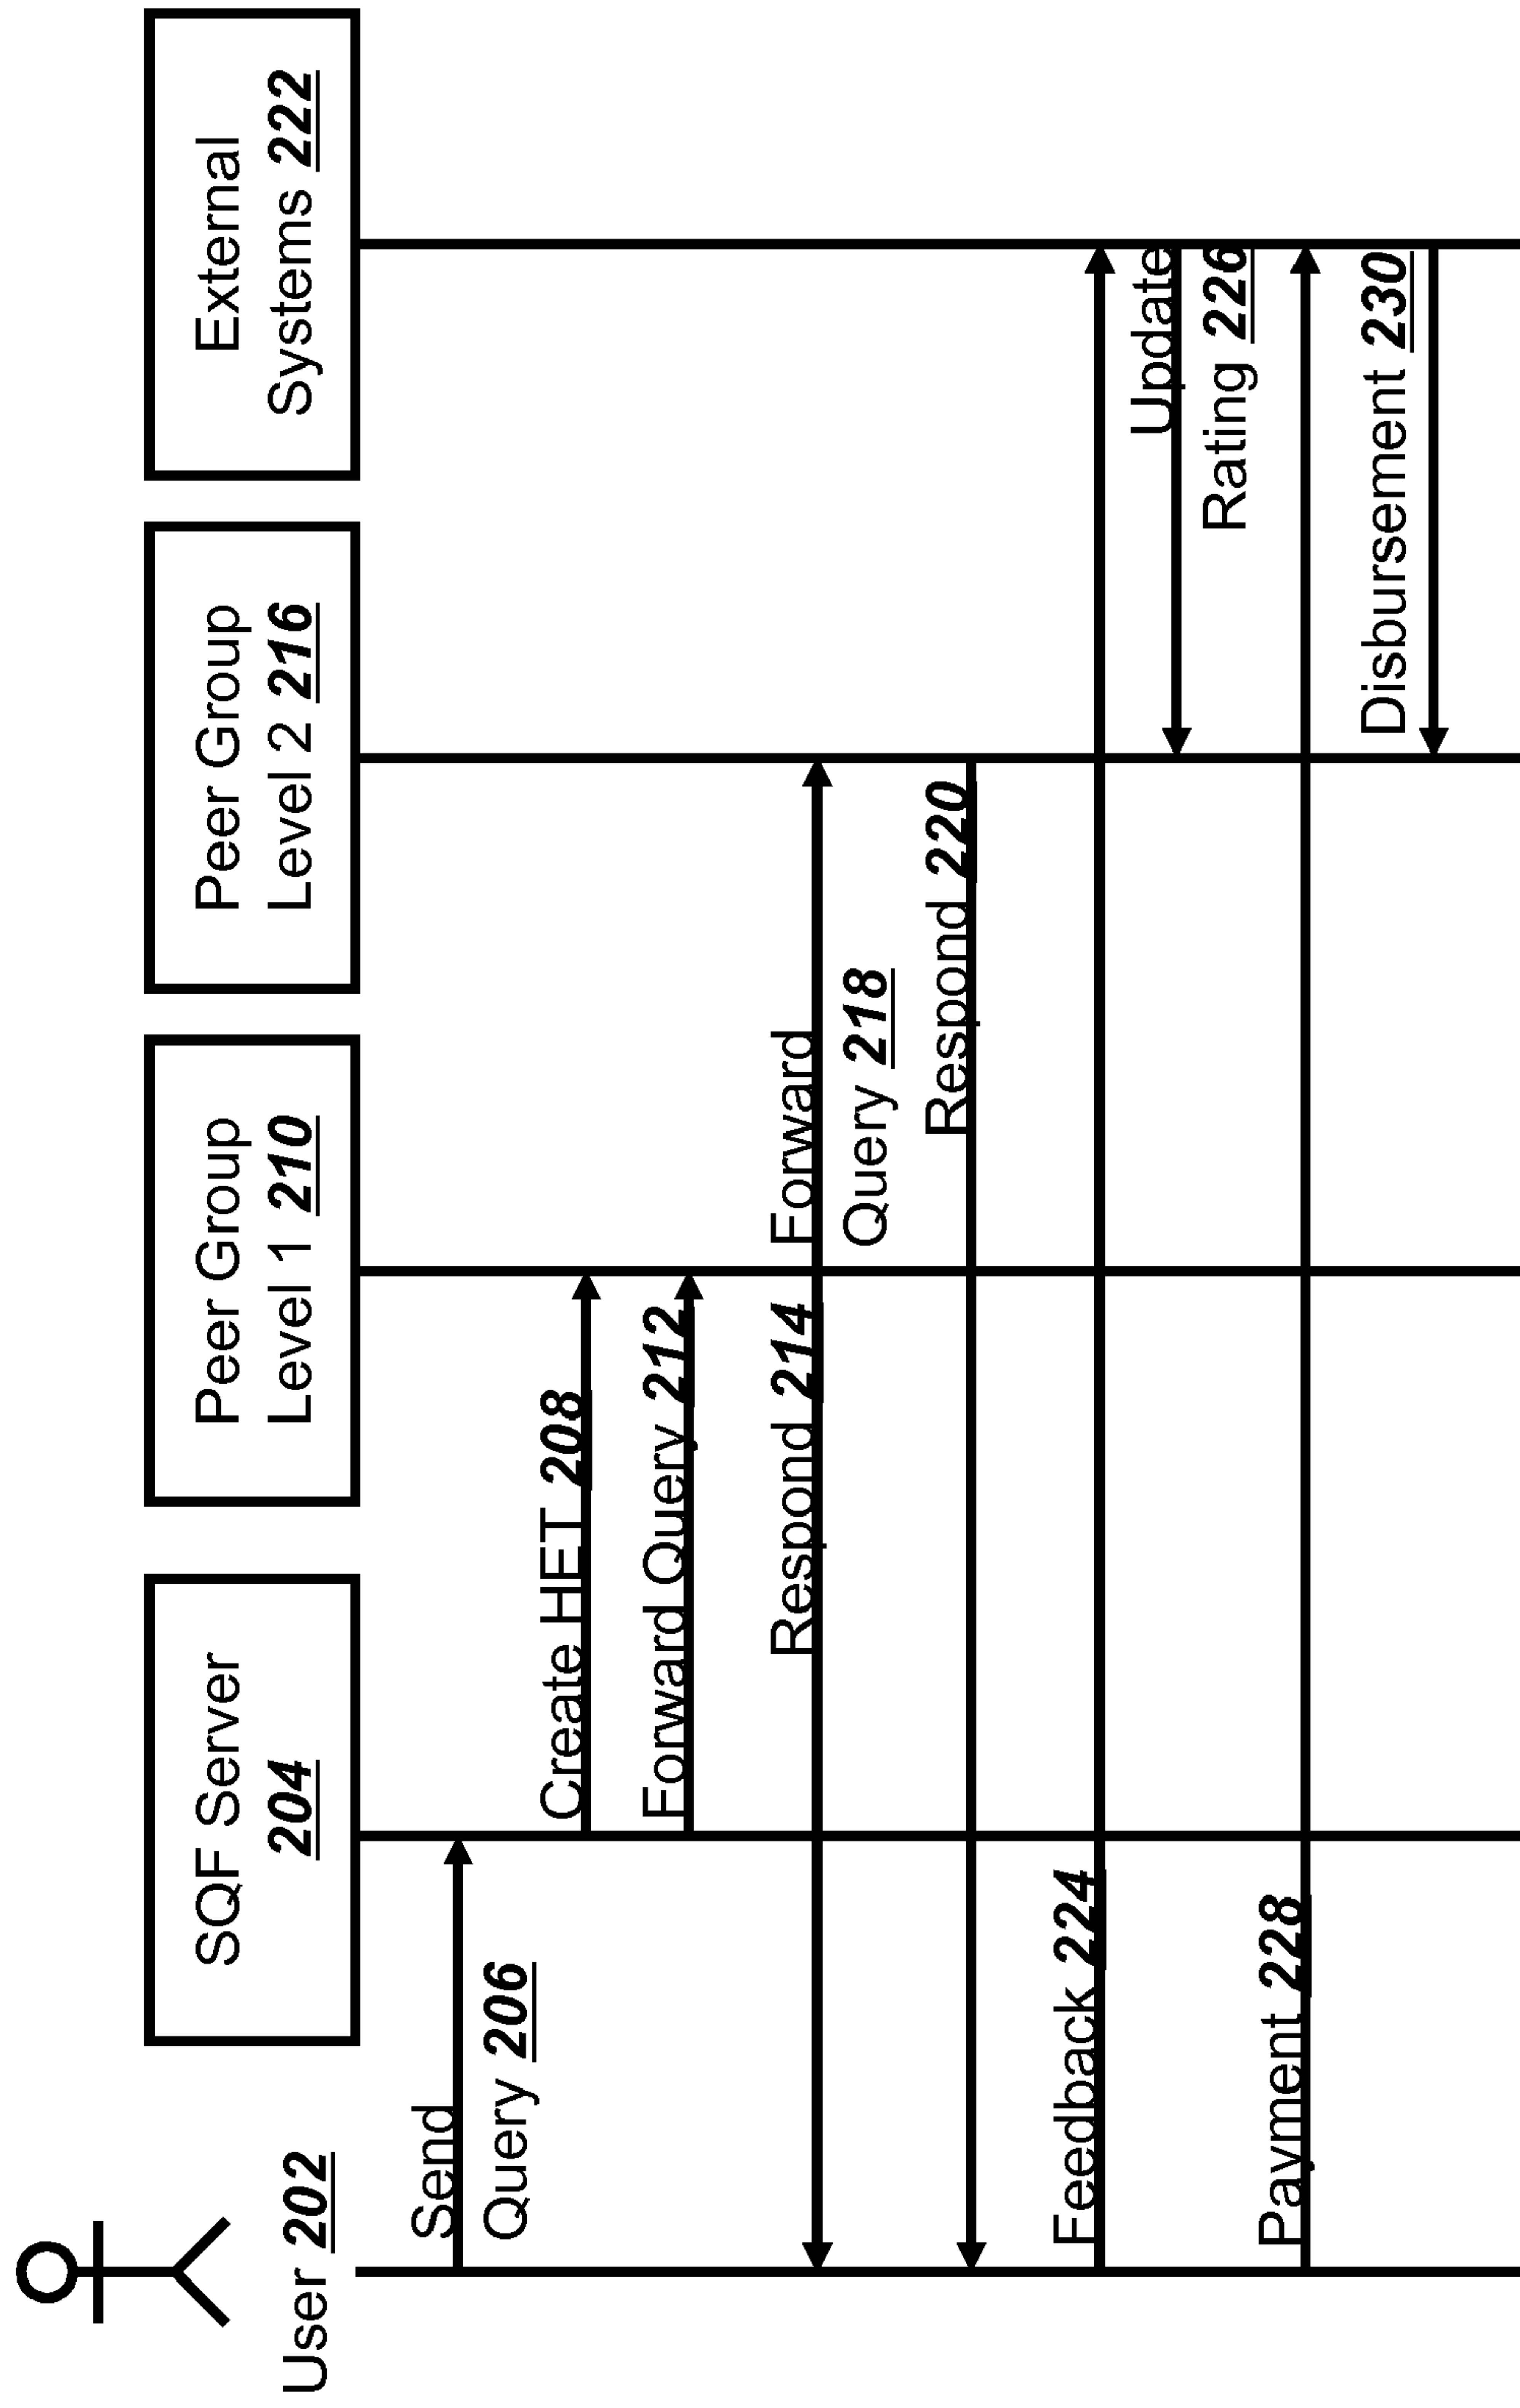 User 202
SQF Server
204
Peer Group
Level 1 210
Peer Group
Level 2 216
External
Systems 222
Send
Query 206
Create HET 208
Forward Query 212
Respond 214
Forward
Query 218
Respond 220
Feedback 224
Update
Rating 226
Payment 228
Disbursement 230